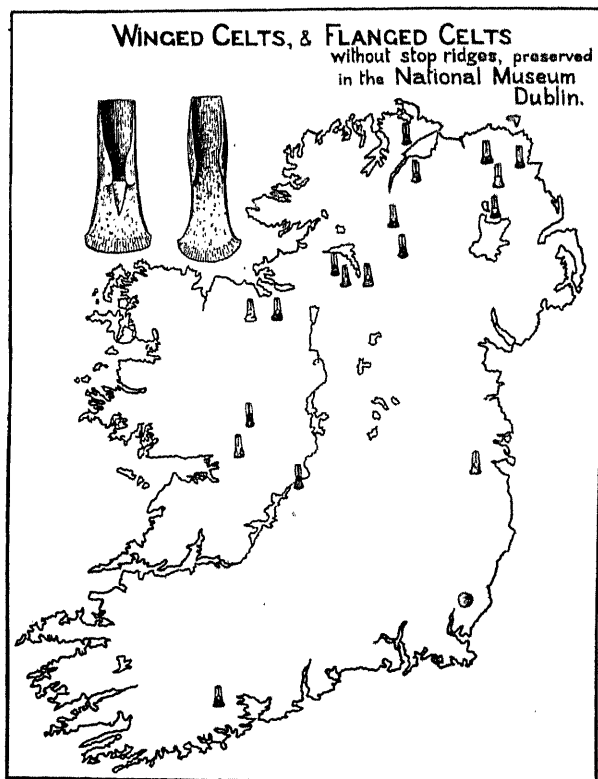 WINGED CELTS, & FLANGED CELTS
without stop ridges, preserved
in the National Museum
Dublin.